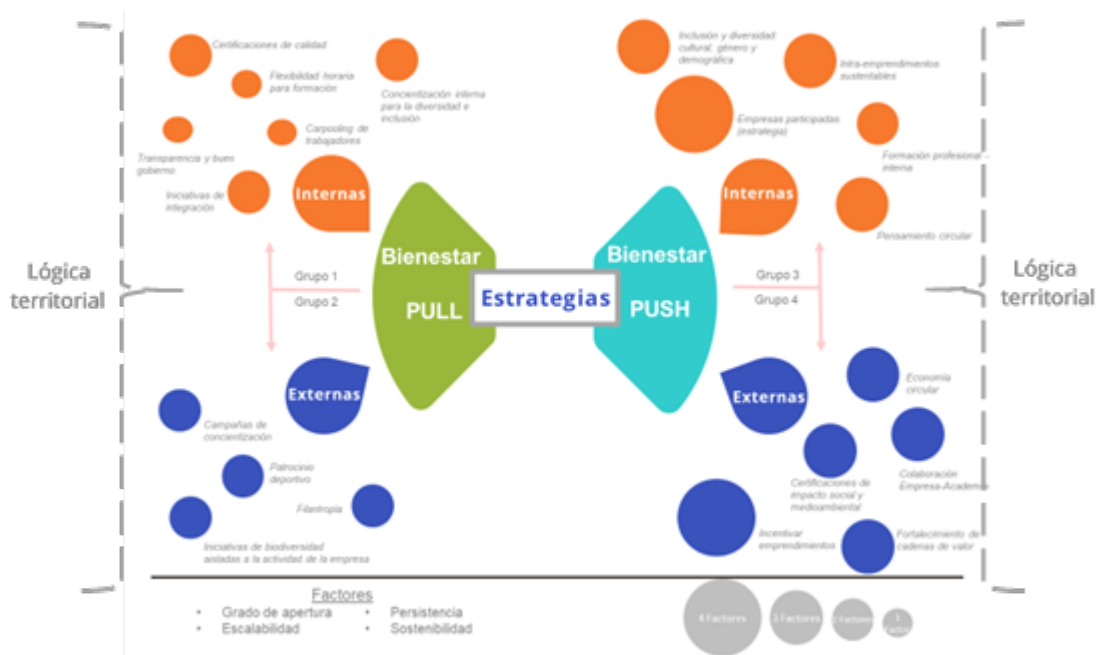 Certificaciones de calidad
Flexibilidad horaria
para formación
Concientización interna
para la diversidad e
inclusión
Transparencia y buen
gobierno
Carpooling de
trabajadores
Iniciativas de
integración
Internas
Inclusión y diversidad
cultural, género y
demográfica
Intra-emprendimientos
sustentables
Empresas participadas
(estrategia)
Formación profesional -
interna
Pensamiento circular
Internas
Lógica
territorial
Grupo 1
Grupo 2
Bienestar
PULL
Estrategias
Bienestar
PUSH
Grupo 3
Grupo 4
Lógica
territorial
Externas
Campañas de
concientización
Patrocinio
deportivo
Filantropía
Iniciativas de biodiversidad
aisladas a la actividad de la empresa
Externas
Economía
circular
Colaboración
Empresa-Academia
Certificaciones de
impacto social y
medioambiental
Incentivar
emprendimientos
Fortalecimiento de
cadenas de valor
Factores
• Grado de apertura
• Escalabilidad
• Persistencia
• Sostenibilidad
4 Factores
3 Factores
2 Factores
1
Factor